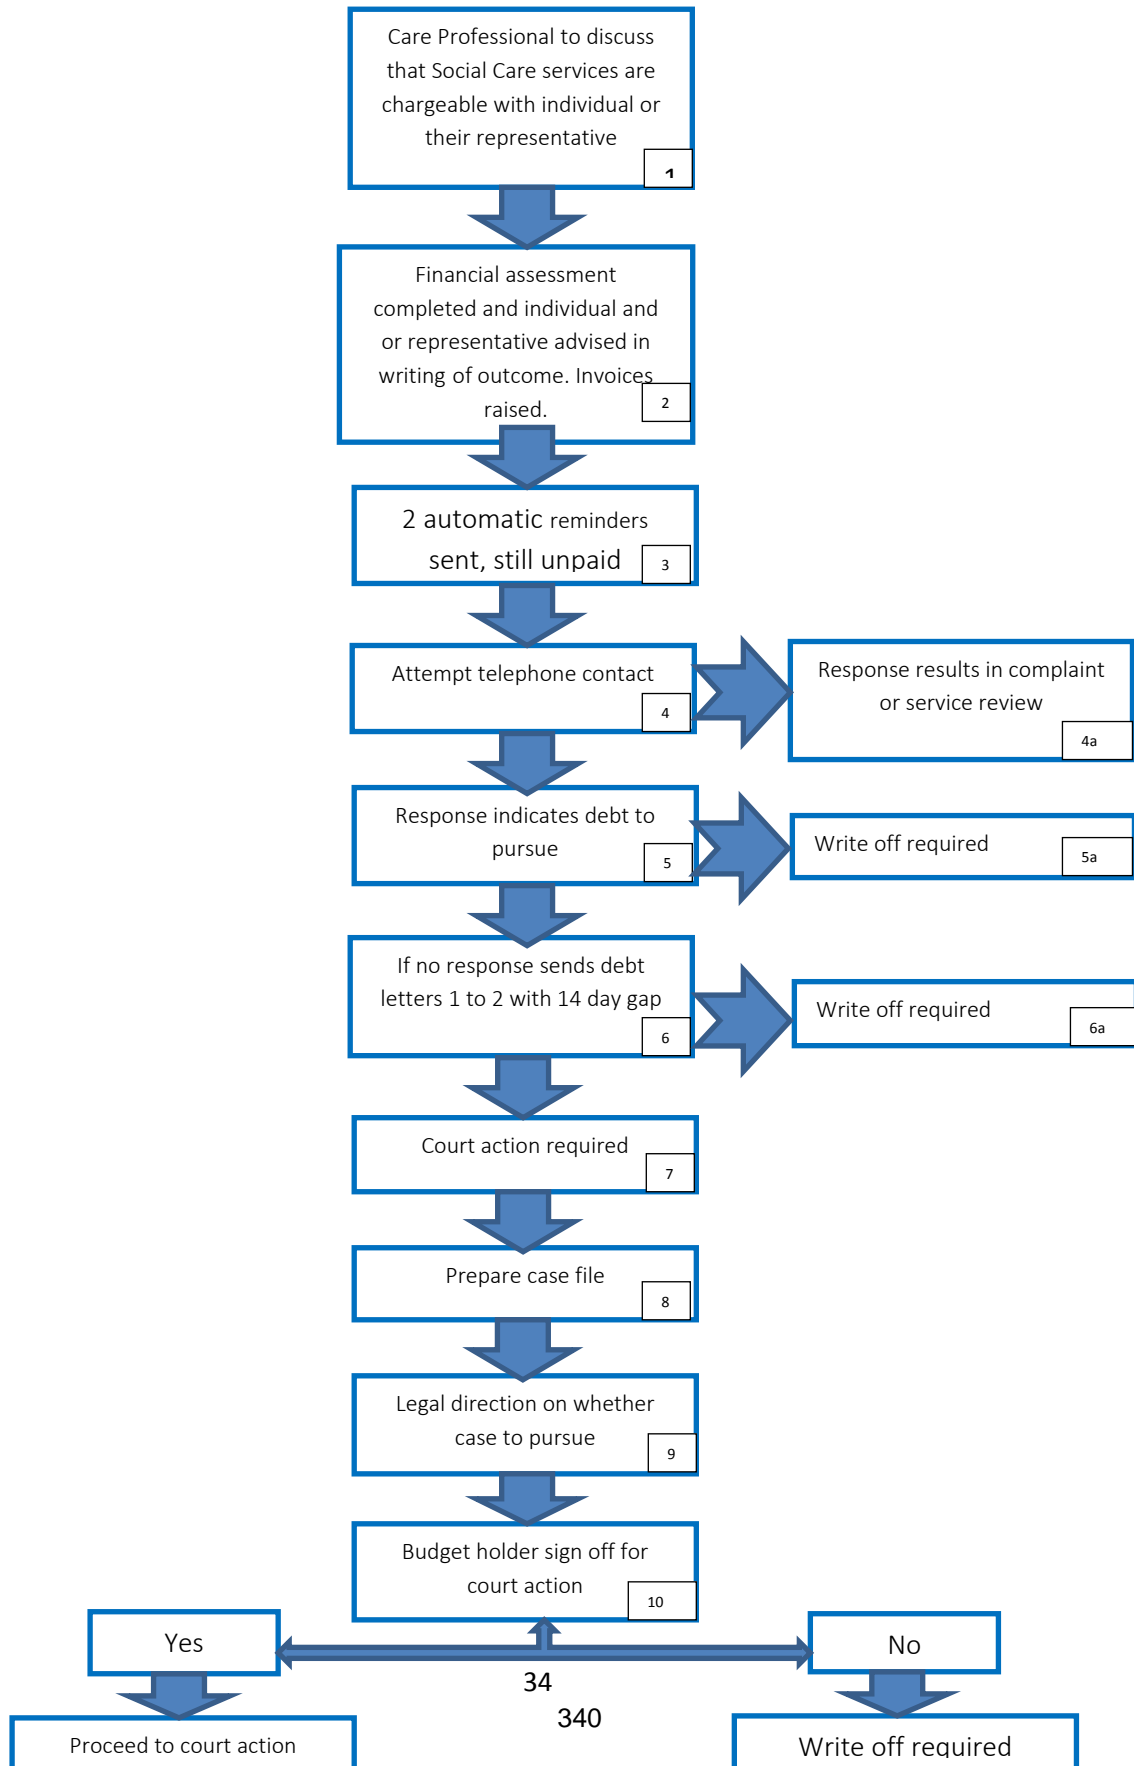 Care Professional to discuss
that Social Care services are
chargeable with individual or
their representative
1
Financial assessment
completed and individual and
or representative advised in
writing of outcome. Invoices
raised.
2
2 automatic reminders
sent, still unpaid
3
Attempt telephone contact
4
Response results in complaint
or service review
4a
Response indicates debt to
pursue
5
Write off required
5a
If no response sends debt
letters 1 to 2 with 14 day gap
6
Write off required
6a
Court action required
7
Prepare case file
8
Legal direction on whether
case to pursue
9
Budget holder sign off for
court action
10
Yes
No
34
340
Proceed to court action
Write off required